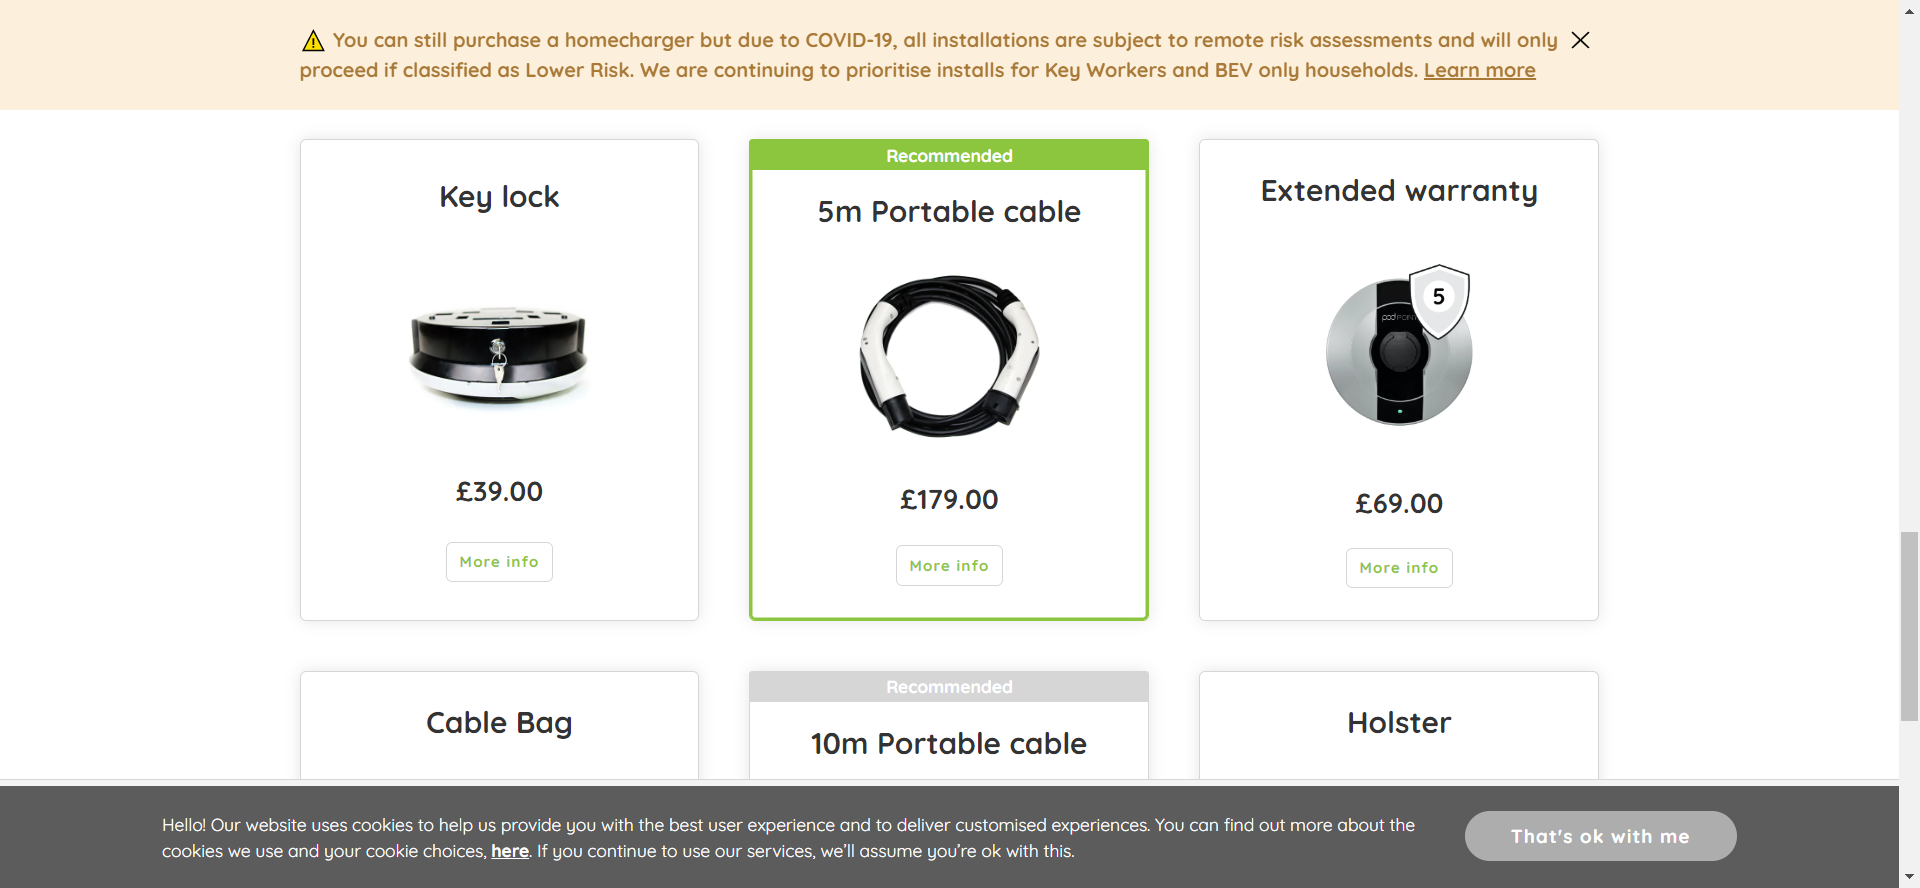 ⚠ You can still purchase a homecharger but due to COVID-19, all installations are subject to remote risk assessments and will only
proceed if classified as Lower Risk. We are continuing to prioritise installs for Key Workers and BEV only households. Learn more
Key lock
£39.00
More info
Recommended
5m Portable cable
£179.00
More info
Extended warranty
5
pod POINT
£69.00
More info
Cable Bag
Recommended
10m Portable cable
Holster
Hello! Our website uses cookies to help us provide you with the best user experience and to deliver customised experiences. You can find out more about the
cookies we use and your cookie choices, here. If you continue to use our services, we’ll assume you’re ok with this.
That's ok with me